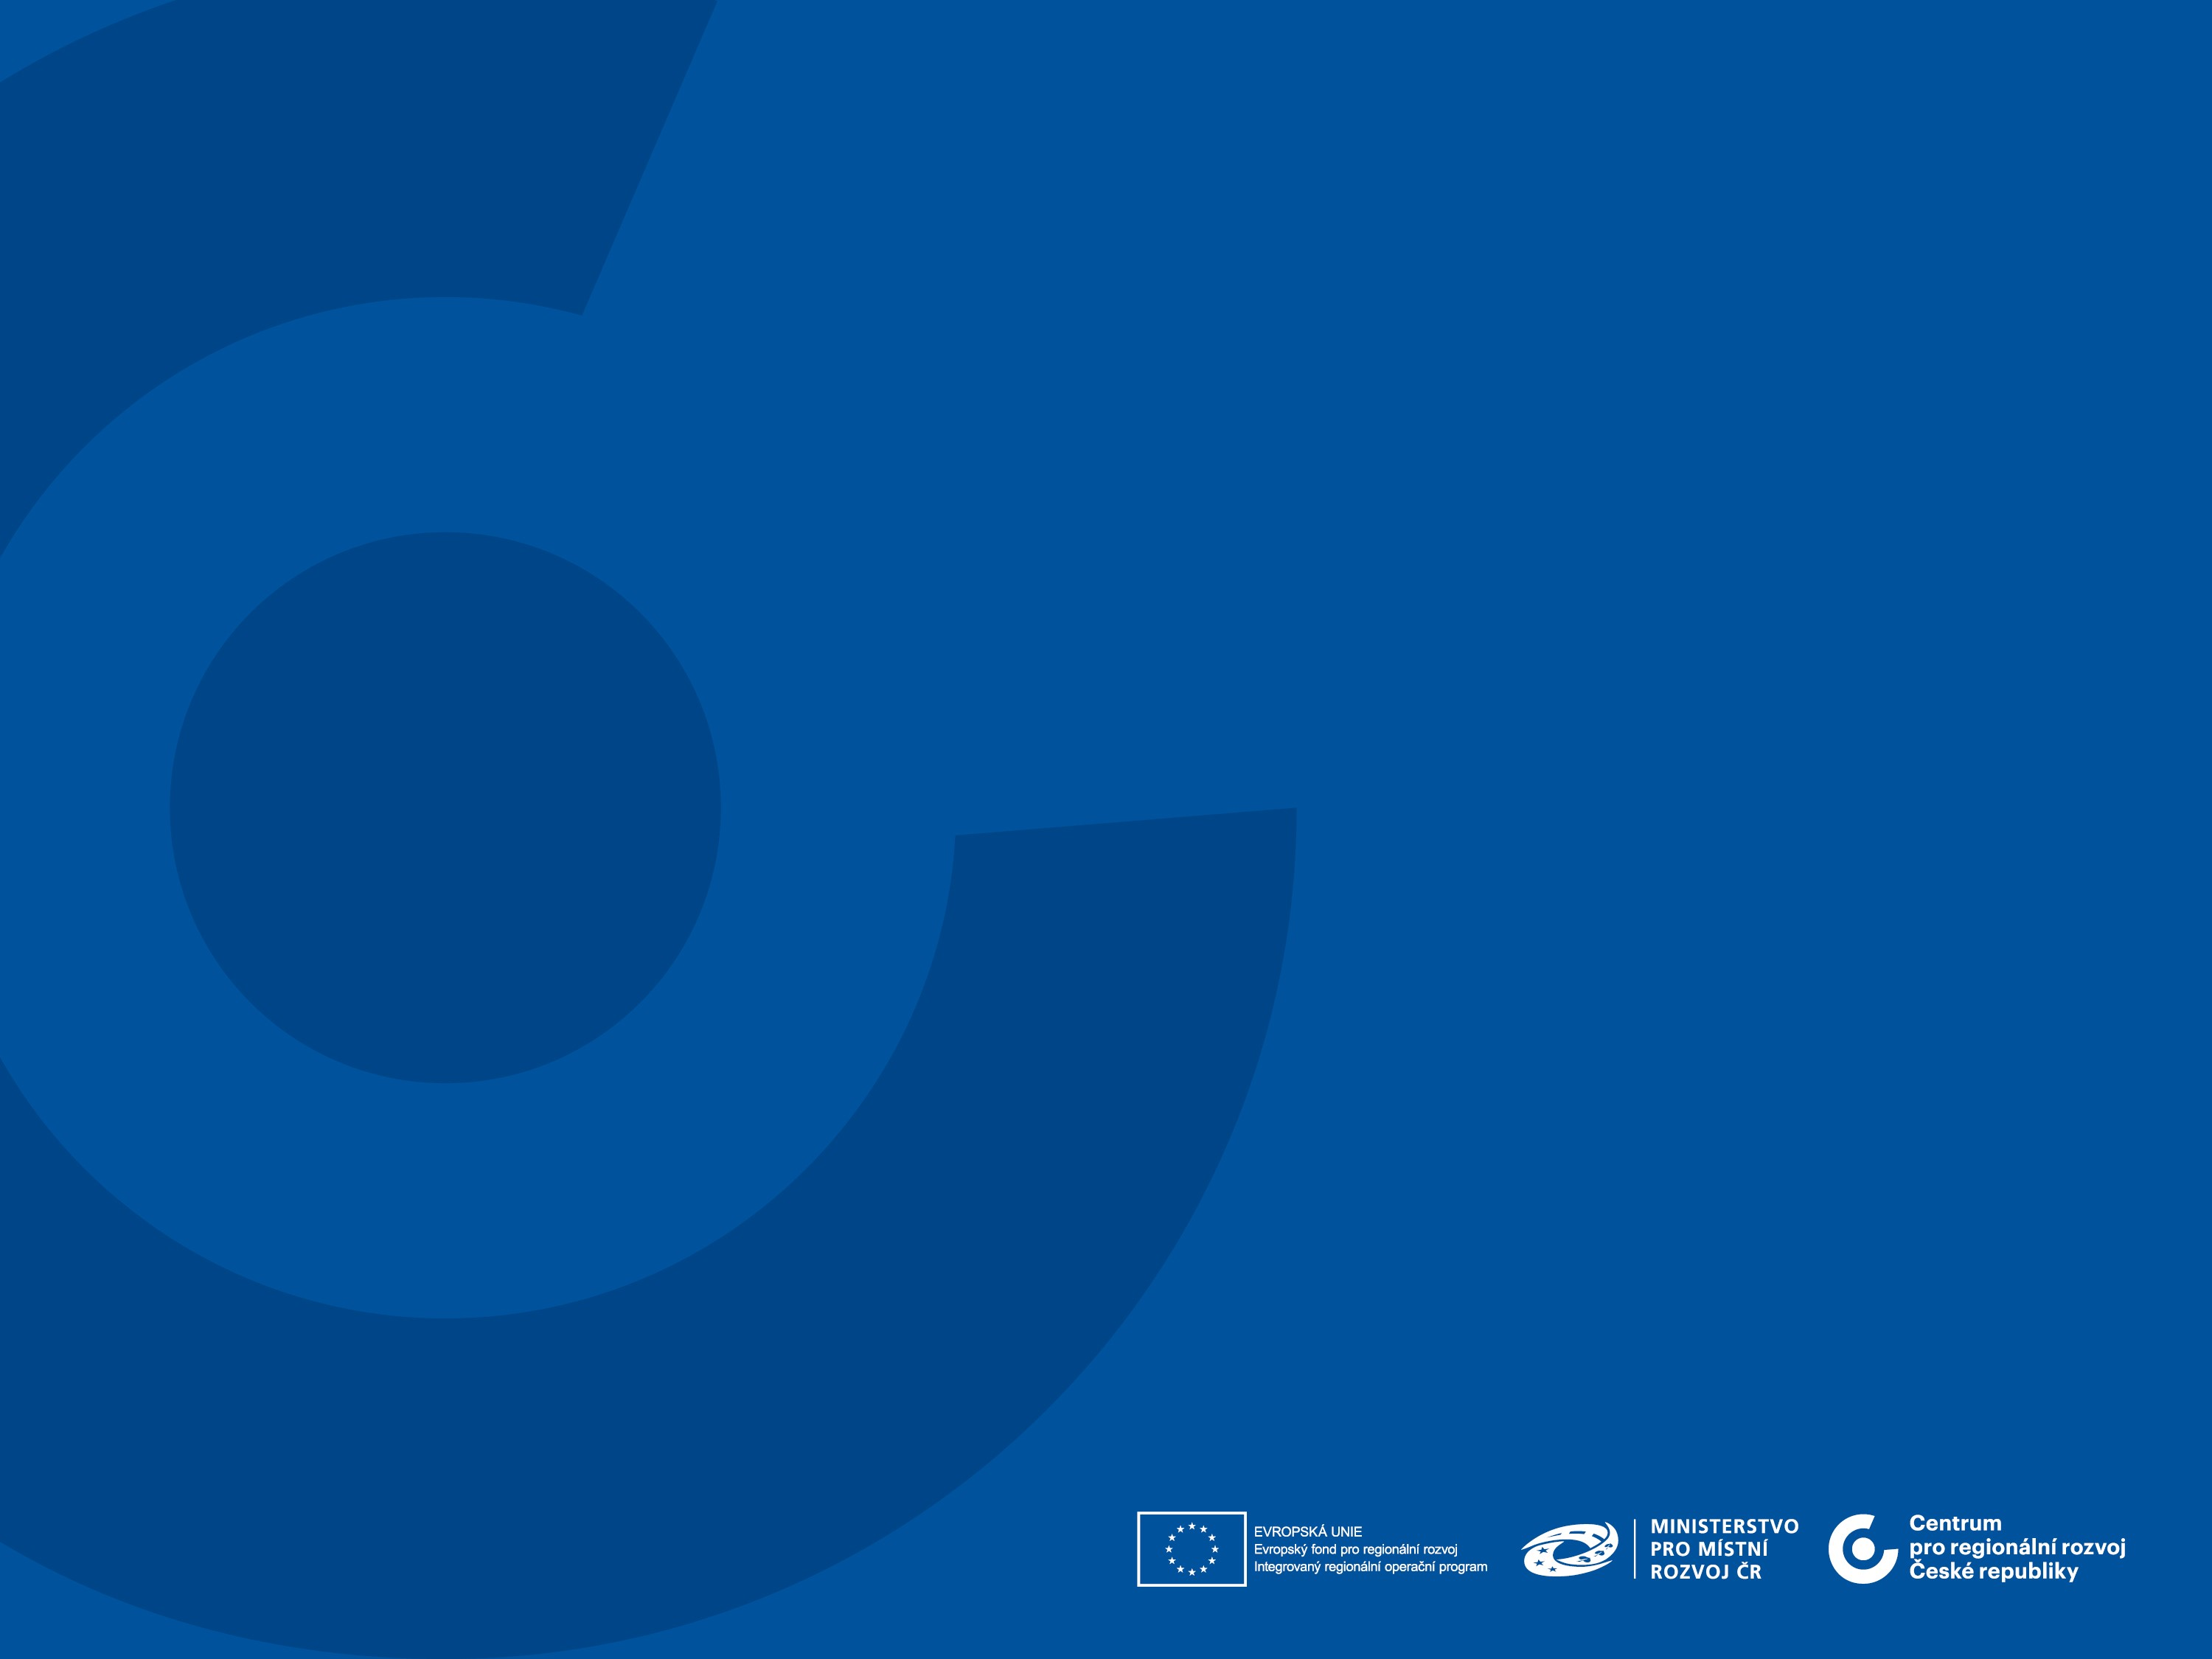 EVROPSKÁ UNIE
Evropský fond pro regionální rozvoj
Integrovaný regionální operační program
MINISTERSTVO
PRO MÍSTNÍ
ROZVOJ ČR
Centrum
pro regionální rozvoj
České republiky